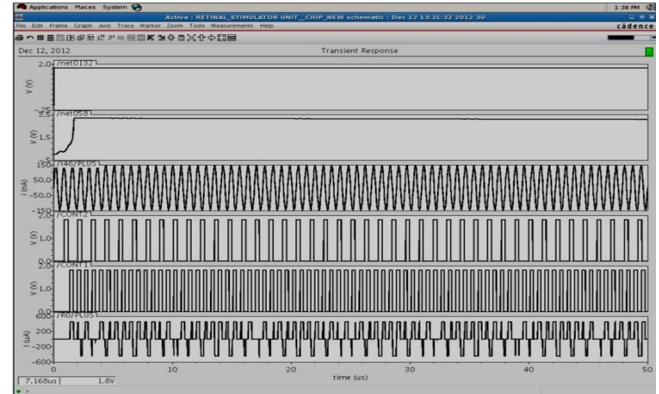 Applications Places System 1:38 PM
Active : RETINAL_STIMULATOR UNIT__CHIP_NEW schematic : Dec 12 13:31:32 2012 30
File Edit Frame Graph Axis Trace Marker Zoom Tools Measurements Help
cādence
Dec 12, 2012
Transient Response
/net0132
2.0
V (V)
-.25
/net058
3.5
V (V)
1.5
-.5
/I46/PLUS
150
I (nA)
50.0
-50.0
-150
/CONT2
2.0
V (V)
1.0
0.0
/CONT1
2.0
V (V)
1.0
0.0
/R0/PLUS
600
I (uA)
200
-200
-600
0 10 20 30 40 50
time (us)
7.168us 1.8V